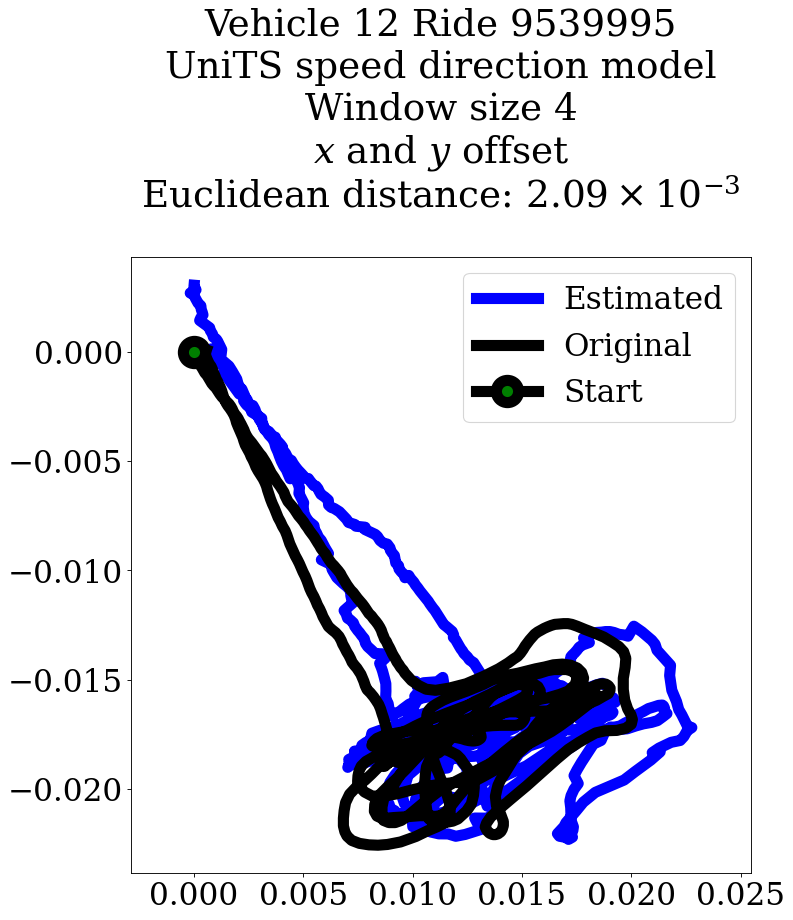 Vehicle 12 Ride 9539995
UniTS speed direction model
Window size 4
x and y offset
Euclidean distance: 2.09 × 10⁻³
Estimated
Original
Start
0.000
−0.005
−0.010
−0.015
−0.020
0.000 0.005 0.010 0.015 0.020 0.025